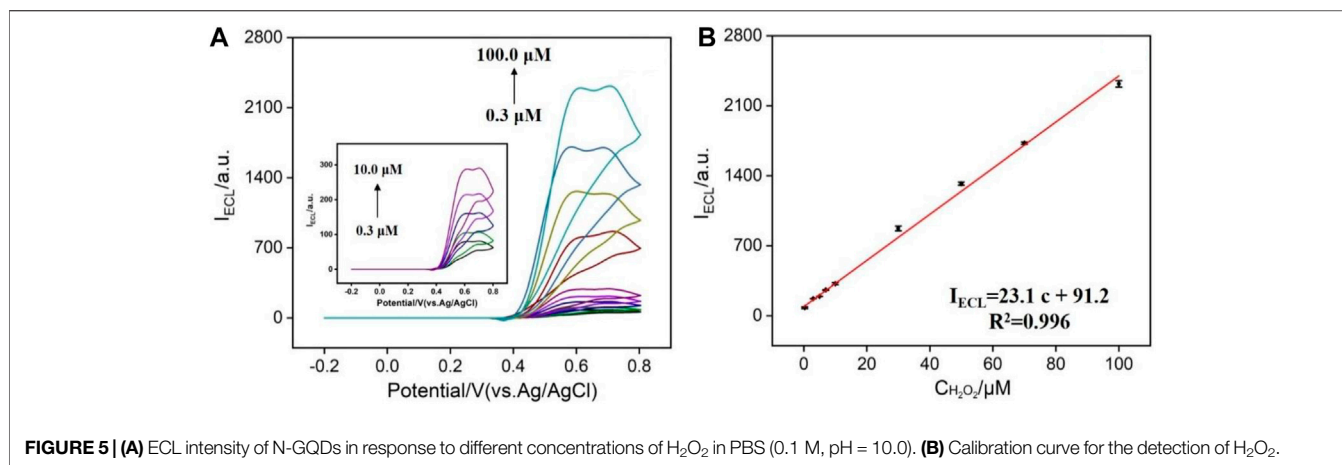 A
2800
2100
1400
700
0
I_ECL/a.u.
100.0 µM
0.3 µM
-0.2 0.0 0.2 0.4 0.6 0.8
Potential/V(vs.Ag/AgCl)
300
200
100
0
I_ECL/a.u.
10.0 µM
0.3 µM
-0.2 0.0 0.2 0.4 0.6 0.8
Potential/V(vs.Ag/AgCl)
B
2800
2100
1400
700
0
I_ECL/a.u.
I_ECL=23.1 c + 91.2
R²=0.996
0 20 40 60 80 100
C_H₂O₂/µM
FIGURE 5 | (A) ECL intensity of N-GQDs in response to different concentrations of H₂O₂ in PBS (0.1 M, pH = 10.0). (B) Calibration curve for the detection of H₂O₂.